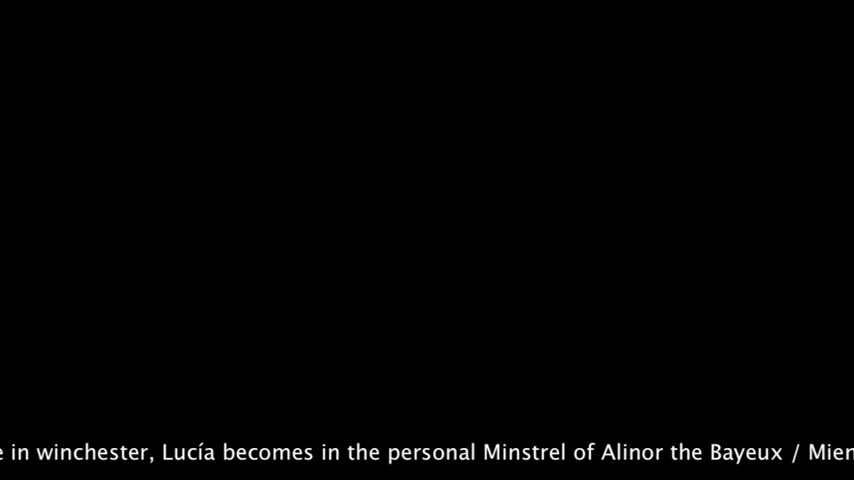 in winchester, Lucía becomes in the personal Minstrel of Alinor the Bayeux /